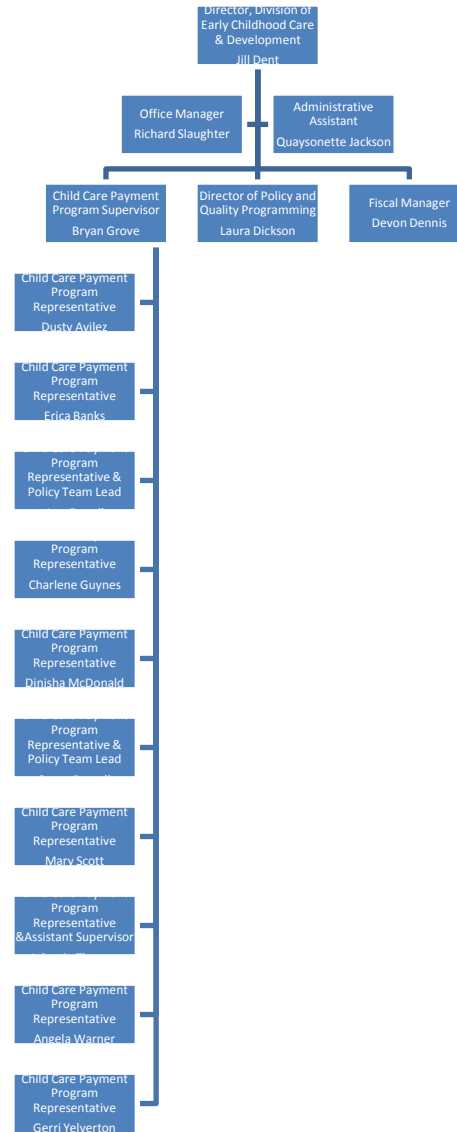 Director, Division of
Early Childhood Care
& Development
Jill Dent
Office Manager
Richard Slaughter
Administrative
Assistant
Quaysonette Jackson
Child Care Payment
Program Supervisor
Bryan Grove
Director of Policy and
Quality Programming
Laura Dickson
Fiscal Manager
Devon Dennis
Child Care Payment
Program
Representative
Dusty Avilez
Child Care Payment
Program
Representative
Erica Banks
Program
Representative &
Policy Team Lead
Program
Representative
Charlene Guynes
Child Care Payment
Program
Representative
Dinisha McDonald
Program
Representative &
Policy Team Lead
Child Care Payment
Program
Representative
Mary Scott
Program
Representative
&Assistant Supervisor
Child Care Payment
Program
Representative
Angela Warner
Child Care Payment
Program
Representative
Gerri Yelverton